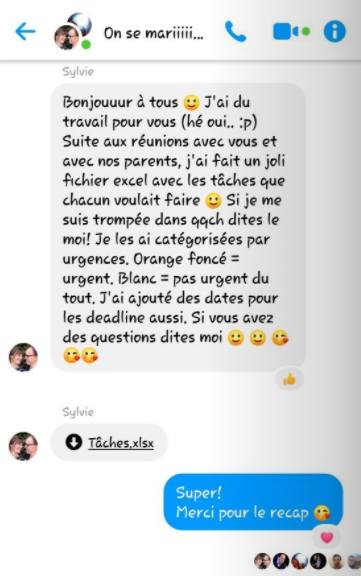 On se mariiiii...
Sylvie
Bonjouuur à tous 🙂 J'ai du
travail pour vous (hé oui.. :p)
Suite aux réunions avec vous et
avec nos parents, j'ai fait un joli
fichier excel avec les tâches que
chacun voulait faire 🙂 Si je me
suis trompée dans qqch dites le
moi! Je les ai catégorisées par
urgences. Orange foncé =
urgent. Blanc = pas urgent du
tout. J'ai ajouté des dates pour
les deadline aussi. Si vous avez
des questions dites moi 🙂 🙂 😘
😘😘
Sylvie
Tâches.xlsx
Super!
Merci pour le recap 😘